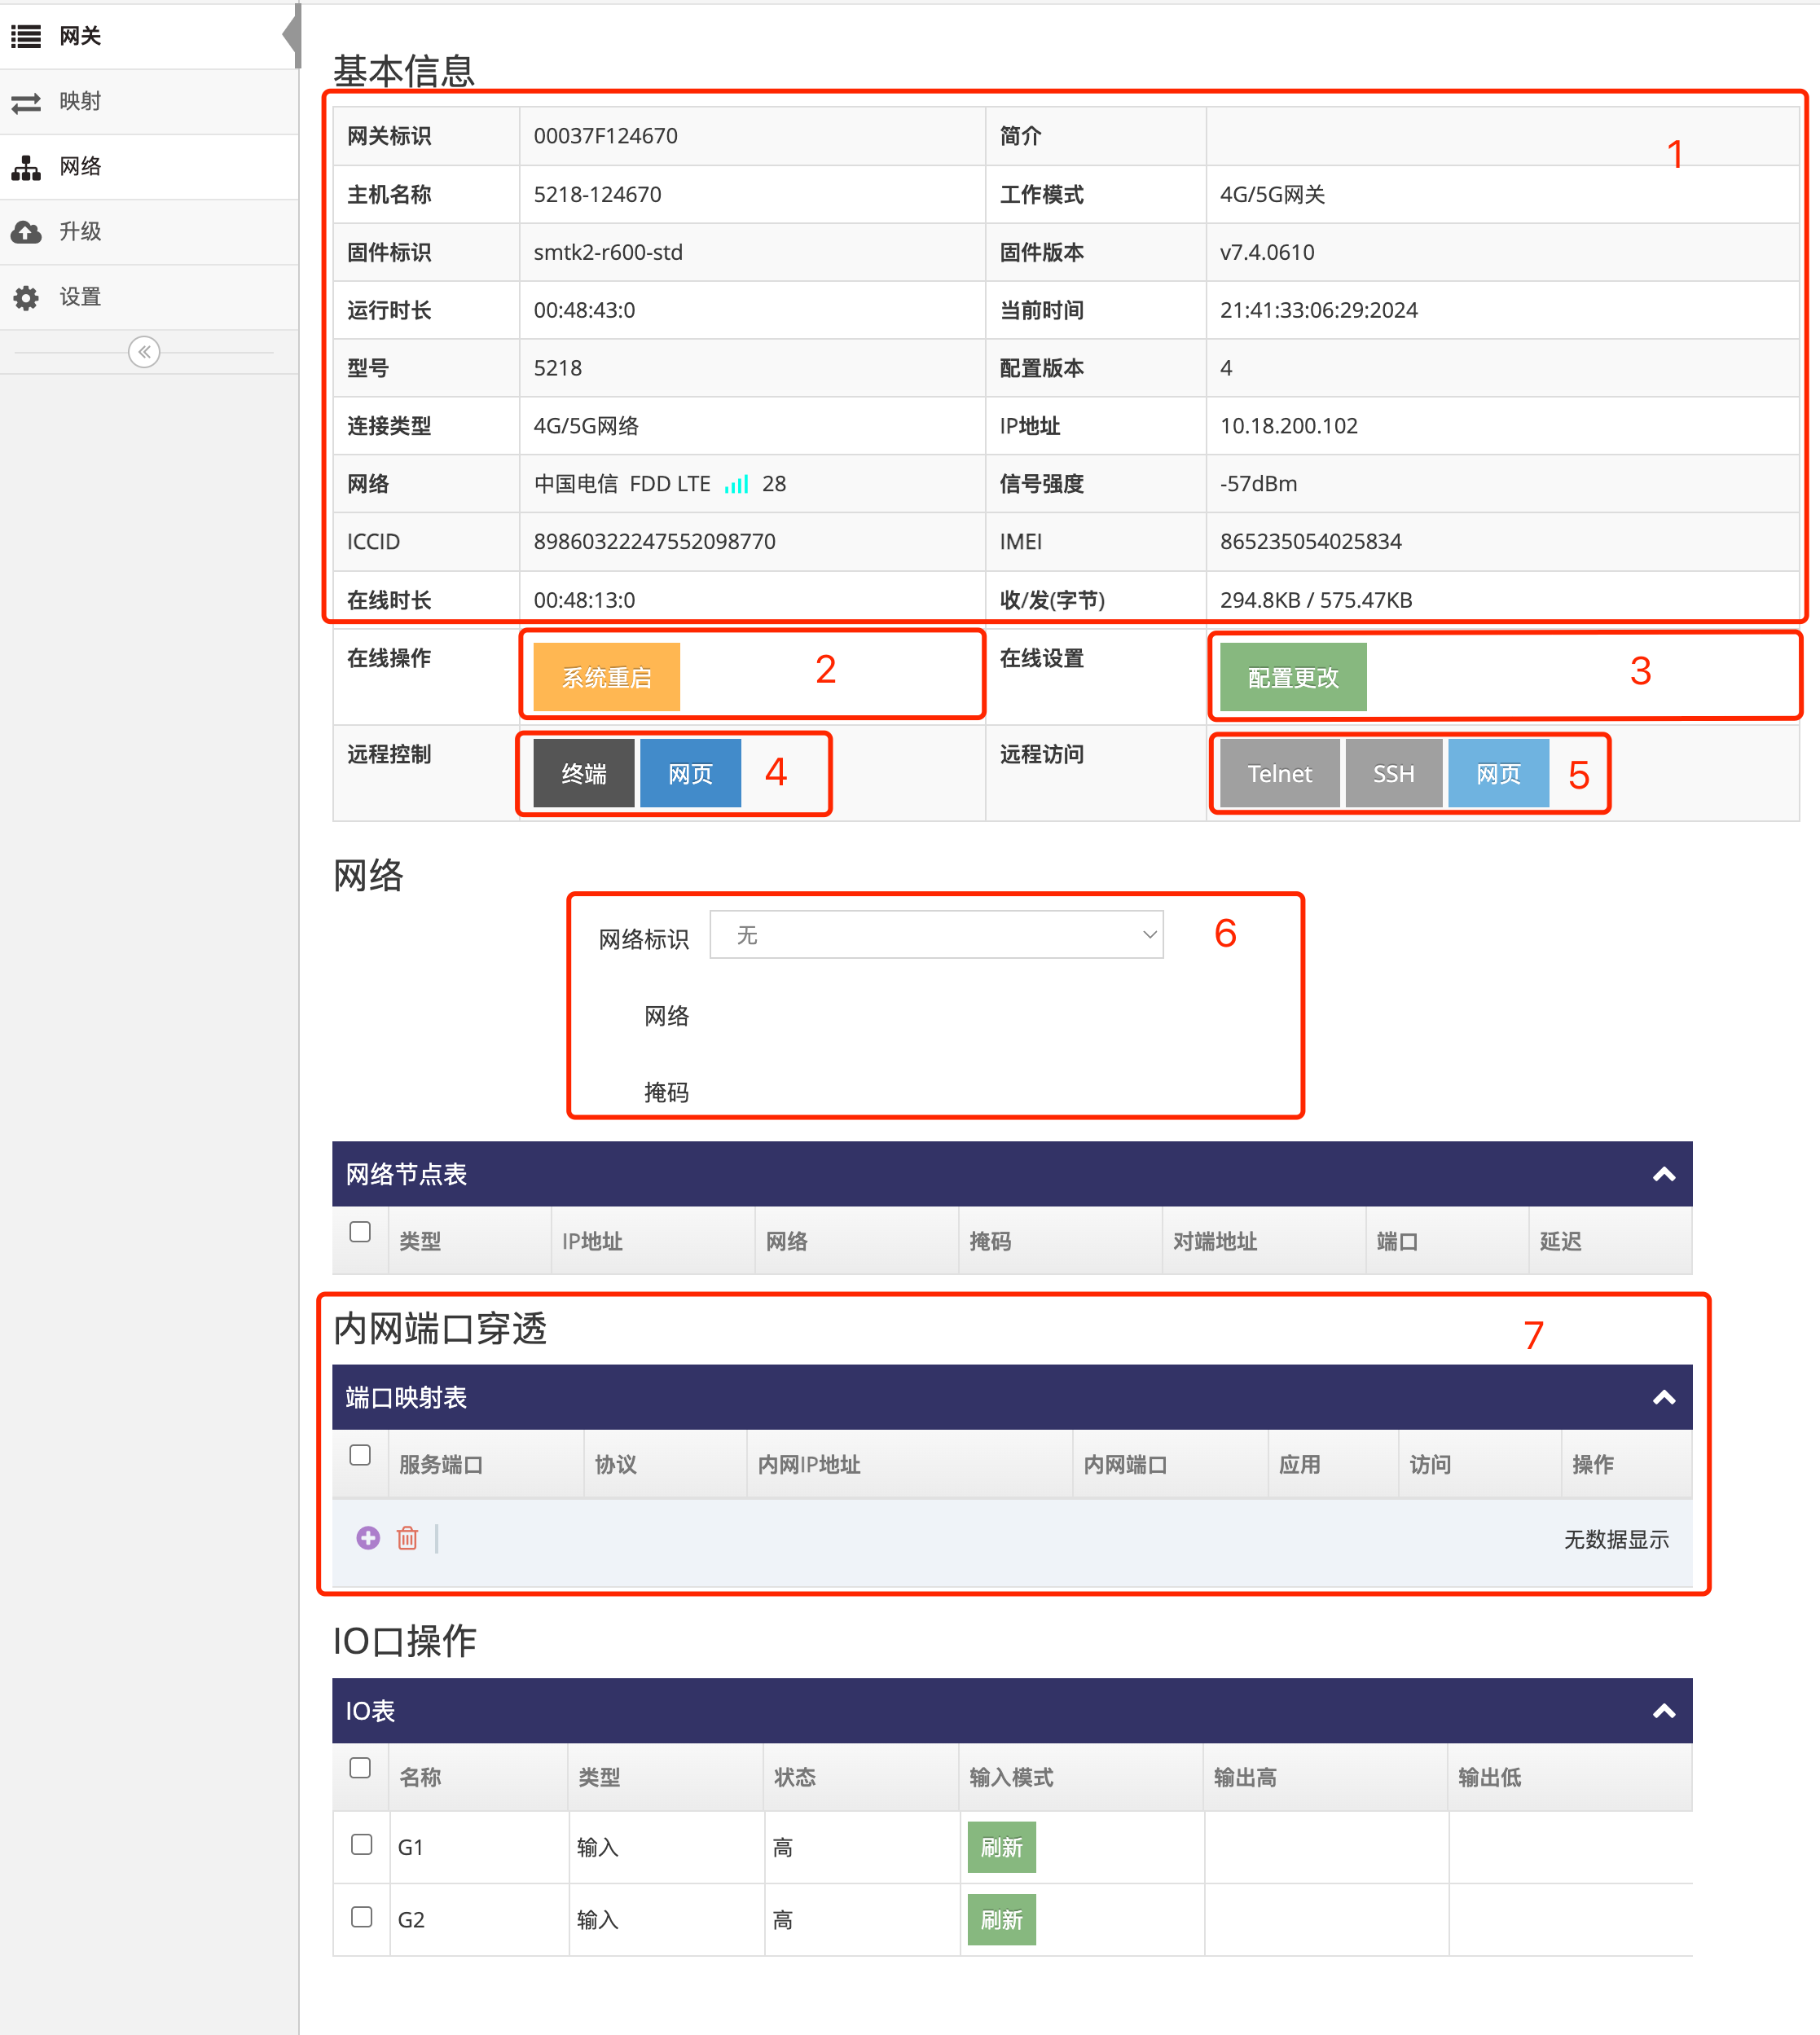 网关
映射
网络
升级
设置
基本信息
网关标识 00037F124670 简介 1
主机名称 5218-124670 工作模式 4G/5G网关
固件标识 smtk2-r600-std 固件版本 v7.4.0610
运行时长 00:48:43:0 当前时间 21:41:33:06:29:2024
型号 5218 配置版本 4
连接类型 4G/5G网络 IP地址 10.18.200.102
网络 中国电信 FDD LTE 28 信号强度 -57dBm
ICCID 89860322247552098770 IMEI 865235054025834
在线时长 00:48:13:0 收/发(字节) 294.8KB / 575.47KB
在线操作 系统重启 2 在线设置 配置更改 3
远程控制 终端 网页 4 远程访问 Telnet SSH 网页 5
网络
网络标识 无 6
网络
掩码
网络节点表
类型 IP地址 网络 掩码 对端地址 端口 延迟
内网端口穿透 7
端口映射表
服务端口 协议 内网IP地址 内网端口 应用 访问 操作
无数据显示
IO口操作
IO表
名称 类型 状态 输入模式 输出高 输出低
G1 输入 高 刷新
G2 输入 高 刷新